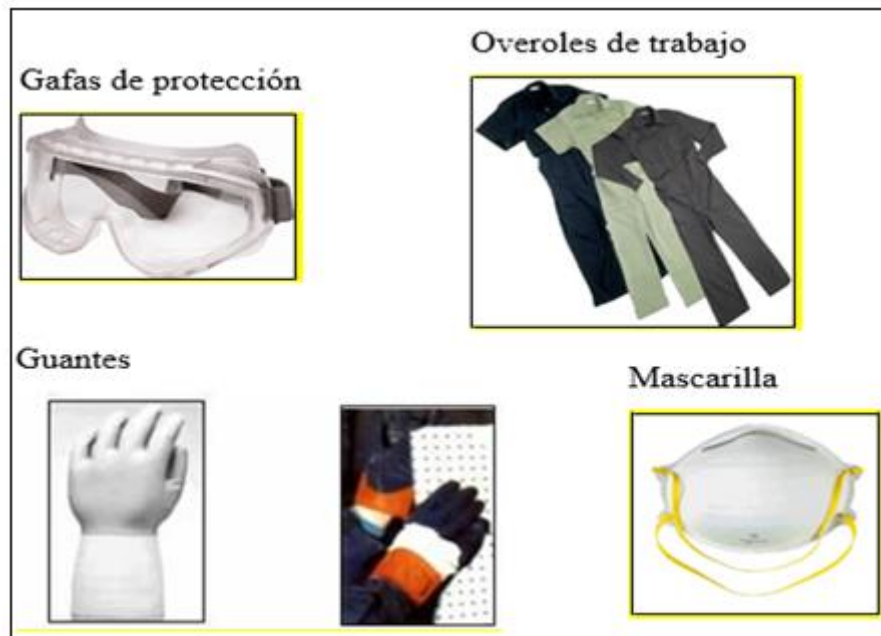 Overoles de trabajo
Gafas de protección
Guantes
Mascarilla